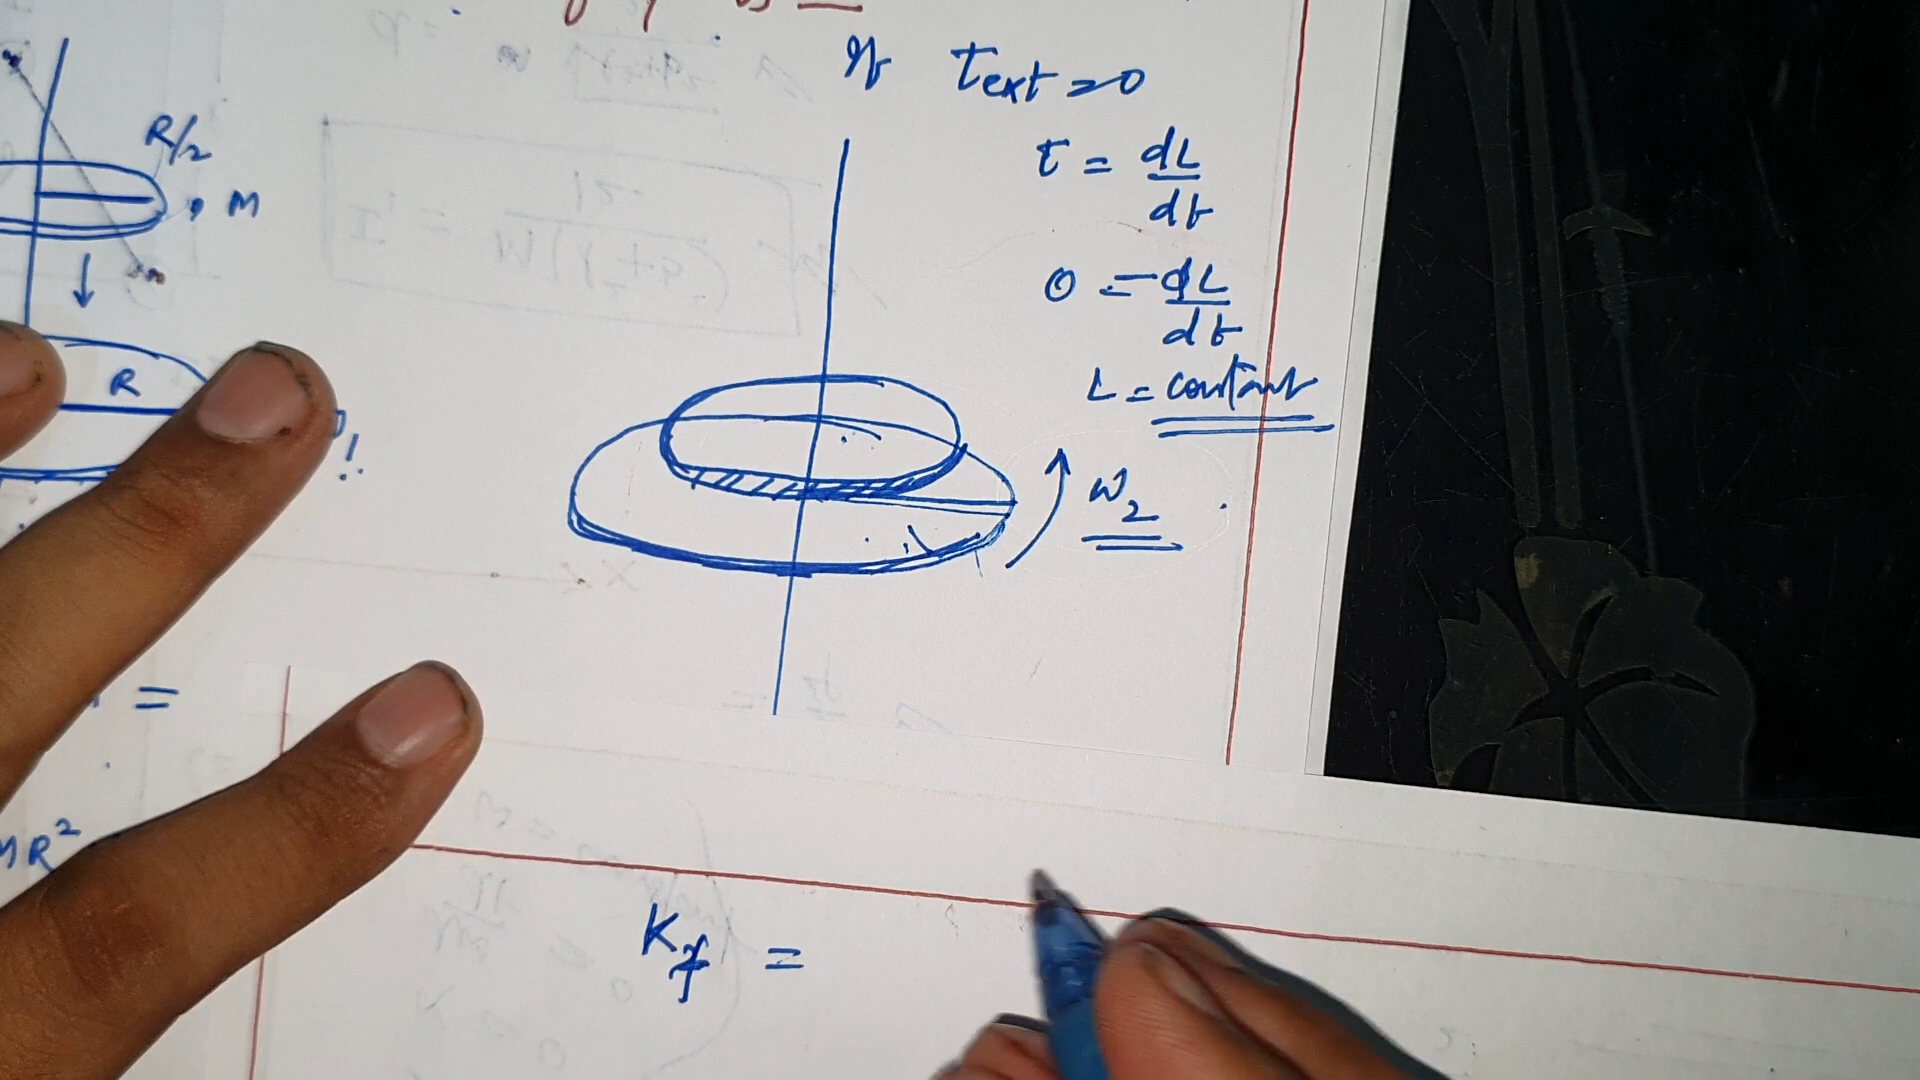 If τext = 0
R/2
τ = dL/dt
M
0 = dL/dt
R
L = constant
ω2
=
MR²
Kf =